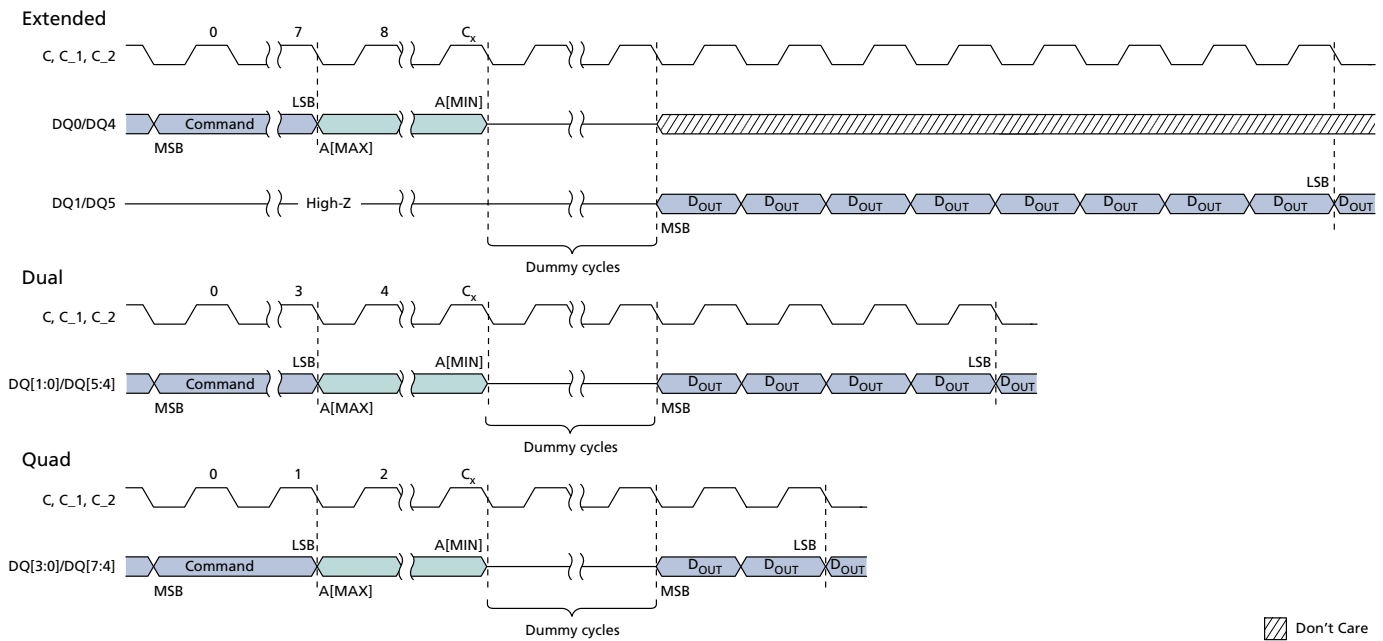 Extended
0 7 8 Cx
C, C_1, C_2
LSB A[MIN]
DQ0/DQ4 Command
MSB A[MAX]
LSB
DQ1/DQ5 High-Z DOUT DOUT DOUT DOUT DOUT DOUT DOUT DOUT DOUT
MSB
Dummy cycles
Dual
0 3 4 Cx
C, C_1, C_2
LSB A[MIN] LSB
DQ[1:0]/DQ[5:4] Command DOUT DOUT DOUT DOUT DOUT
MSB A[MAX] MSB
Dummy cycles
Quad
0 1 2 Cx
C, C_1, C_2
LSB A[MIN] LSB
DQ[3:0]/DQ[7:4] Command DOUT DOUT DOUT
MSB A[MAX] MSB
Dummy cycles
Don't Care